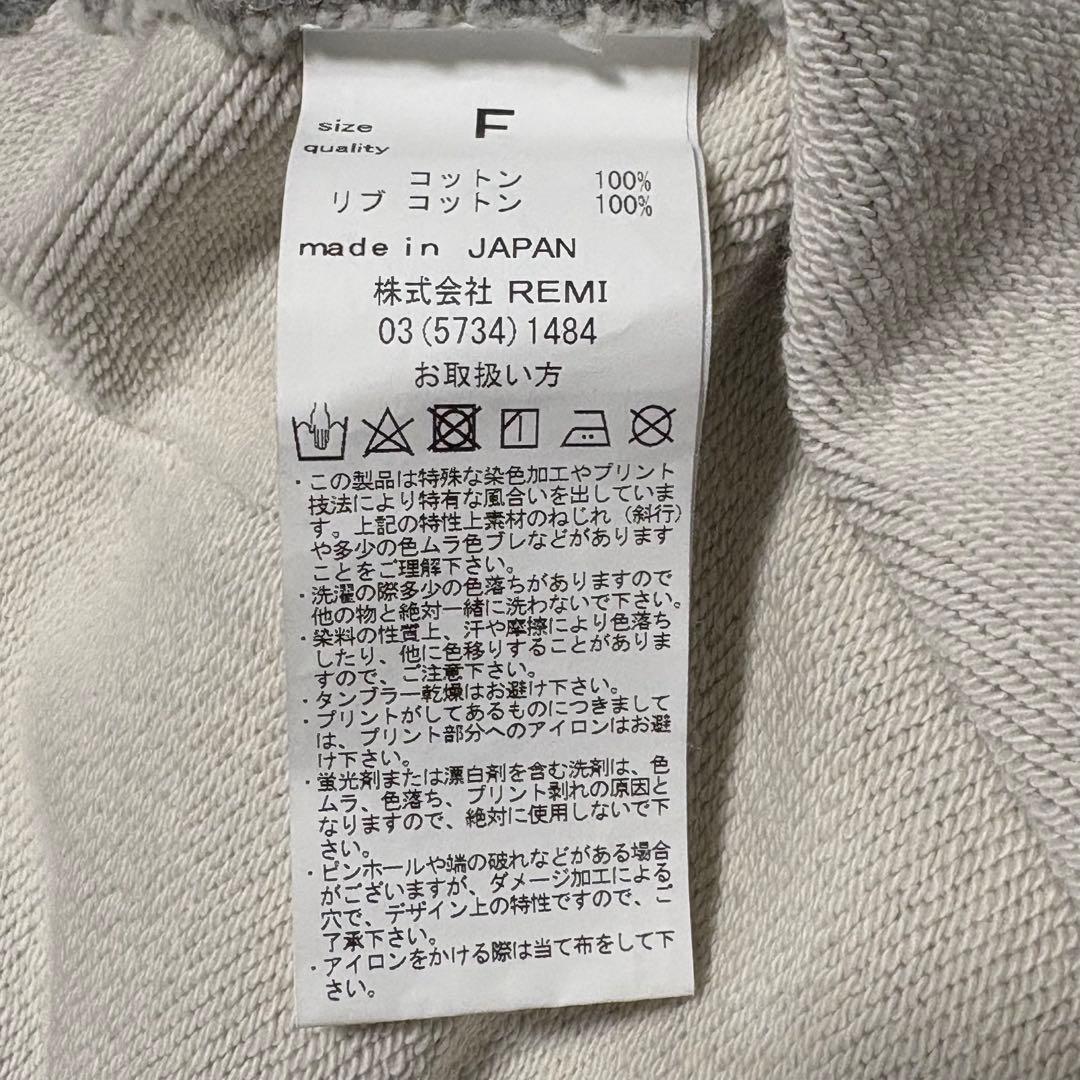 size F
quality
コットン 100%
リブ コットン 100%
made in JAPAN
株式会社 REMI
03(5734)1484
お取扱い方
・この製品は特殊な染色加工やプリント
技法により特有な風合いを出していま
す。上記の特性上素材のねじれ（斜行）
や多少の色ムラ色ブレなどがあります
ことをご理解下さい。
・洗濯の際多少の色落ちがありますので
他の物と絶対一緒に洗わないで下さい。
・染料の性質上、汗や摩擦により色落ち
したり、他に色移りすることがありま
すので、ご注意下さい。
・タンブラー乾燥はお避け下さい。
・プリントがしてあるものにつきまして
は、プリント部分へのアイロンはお避
け下さい。
・蛍光剤または漂白剤を含む洗剤は、色
ムラ、色落ち、プリント剥れの原因と
なりますので、絶対に使用しないで下
さい。
・ピンホールや端の破れなどがある場合
がございますが、ダメージ加工による
穴で、デザイン上の特性ですので、ご
了承下さい。
・アイロンをかける際は当て布をして下
さい。